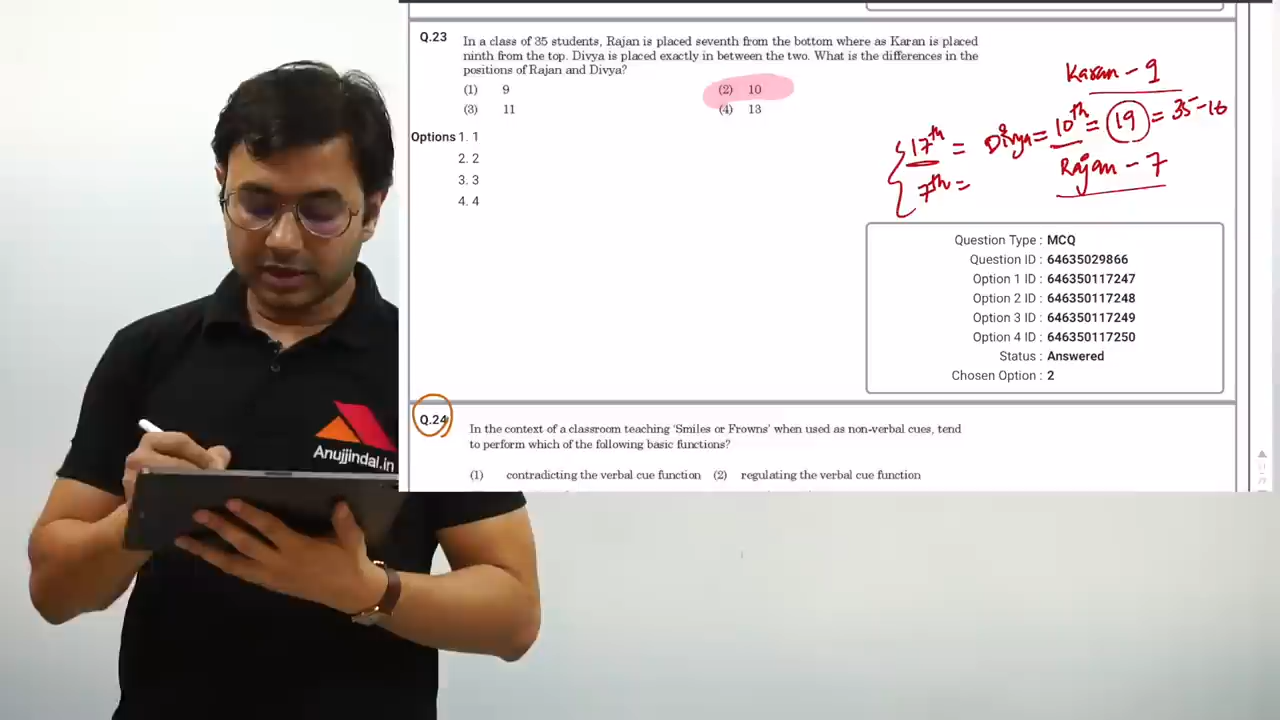 Q.23 In a class of 35 students, Rajan is placed seventh from the bottom where as Karan is placed
ninth from the top. Divya is placed exactly in between the two. What is the differences in the
positions of Rajan and Divya?
(1) 9 (2) 10
(3) 11 (4) 13
Options 1. 1
2. 2
3. 3
4. 4
Karan - 9
17th = Divya = 10th = 19 = 35-16
7th = Rajan - 7
Question Type : MCQ
Question ID : 64635029866
Option 1 ID : 646350117247
Option 2 ID : 646350117248
Option 3 ID : 646350117249
Option 4 ID : 646350117250
Status : Answered
Chosen Option : 2
Q.24 In the context of a classroom teaching 'Smiles or Frowns' when used as non-verbal cues, tend
to perform which of the following basic functions?
(1) contradicting the verbal cue function (2) regulating the verbal cue function
Anujjindal.in